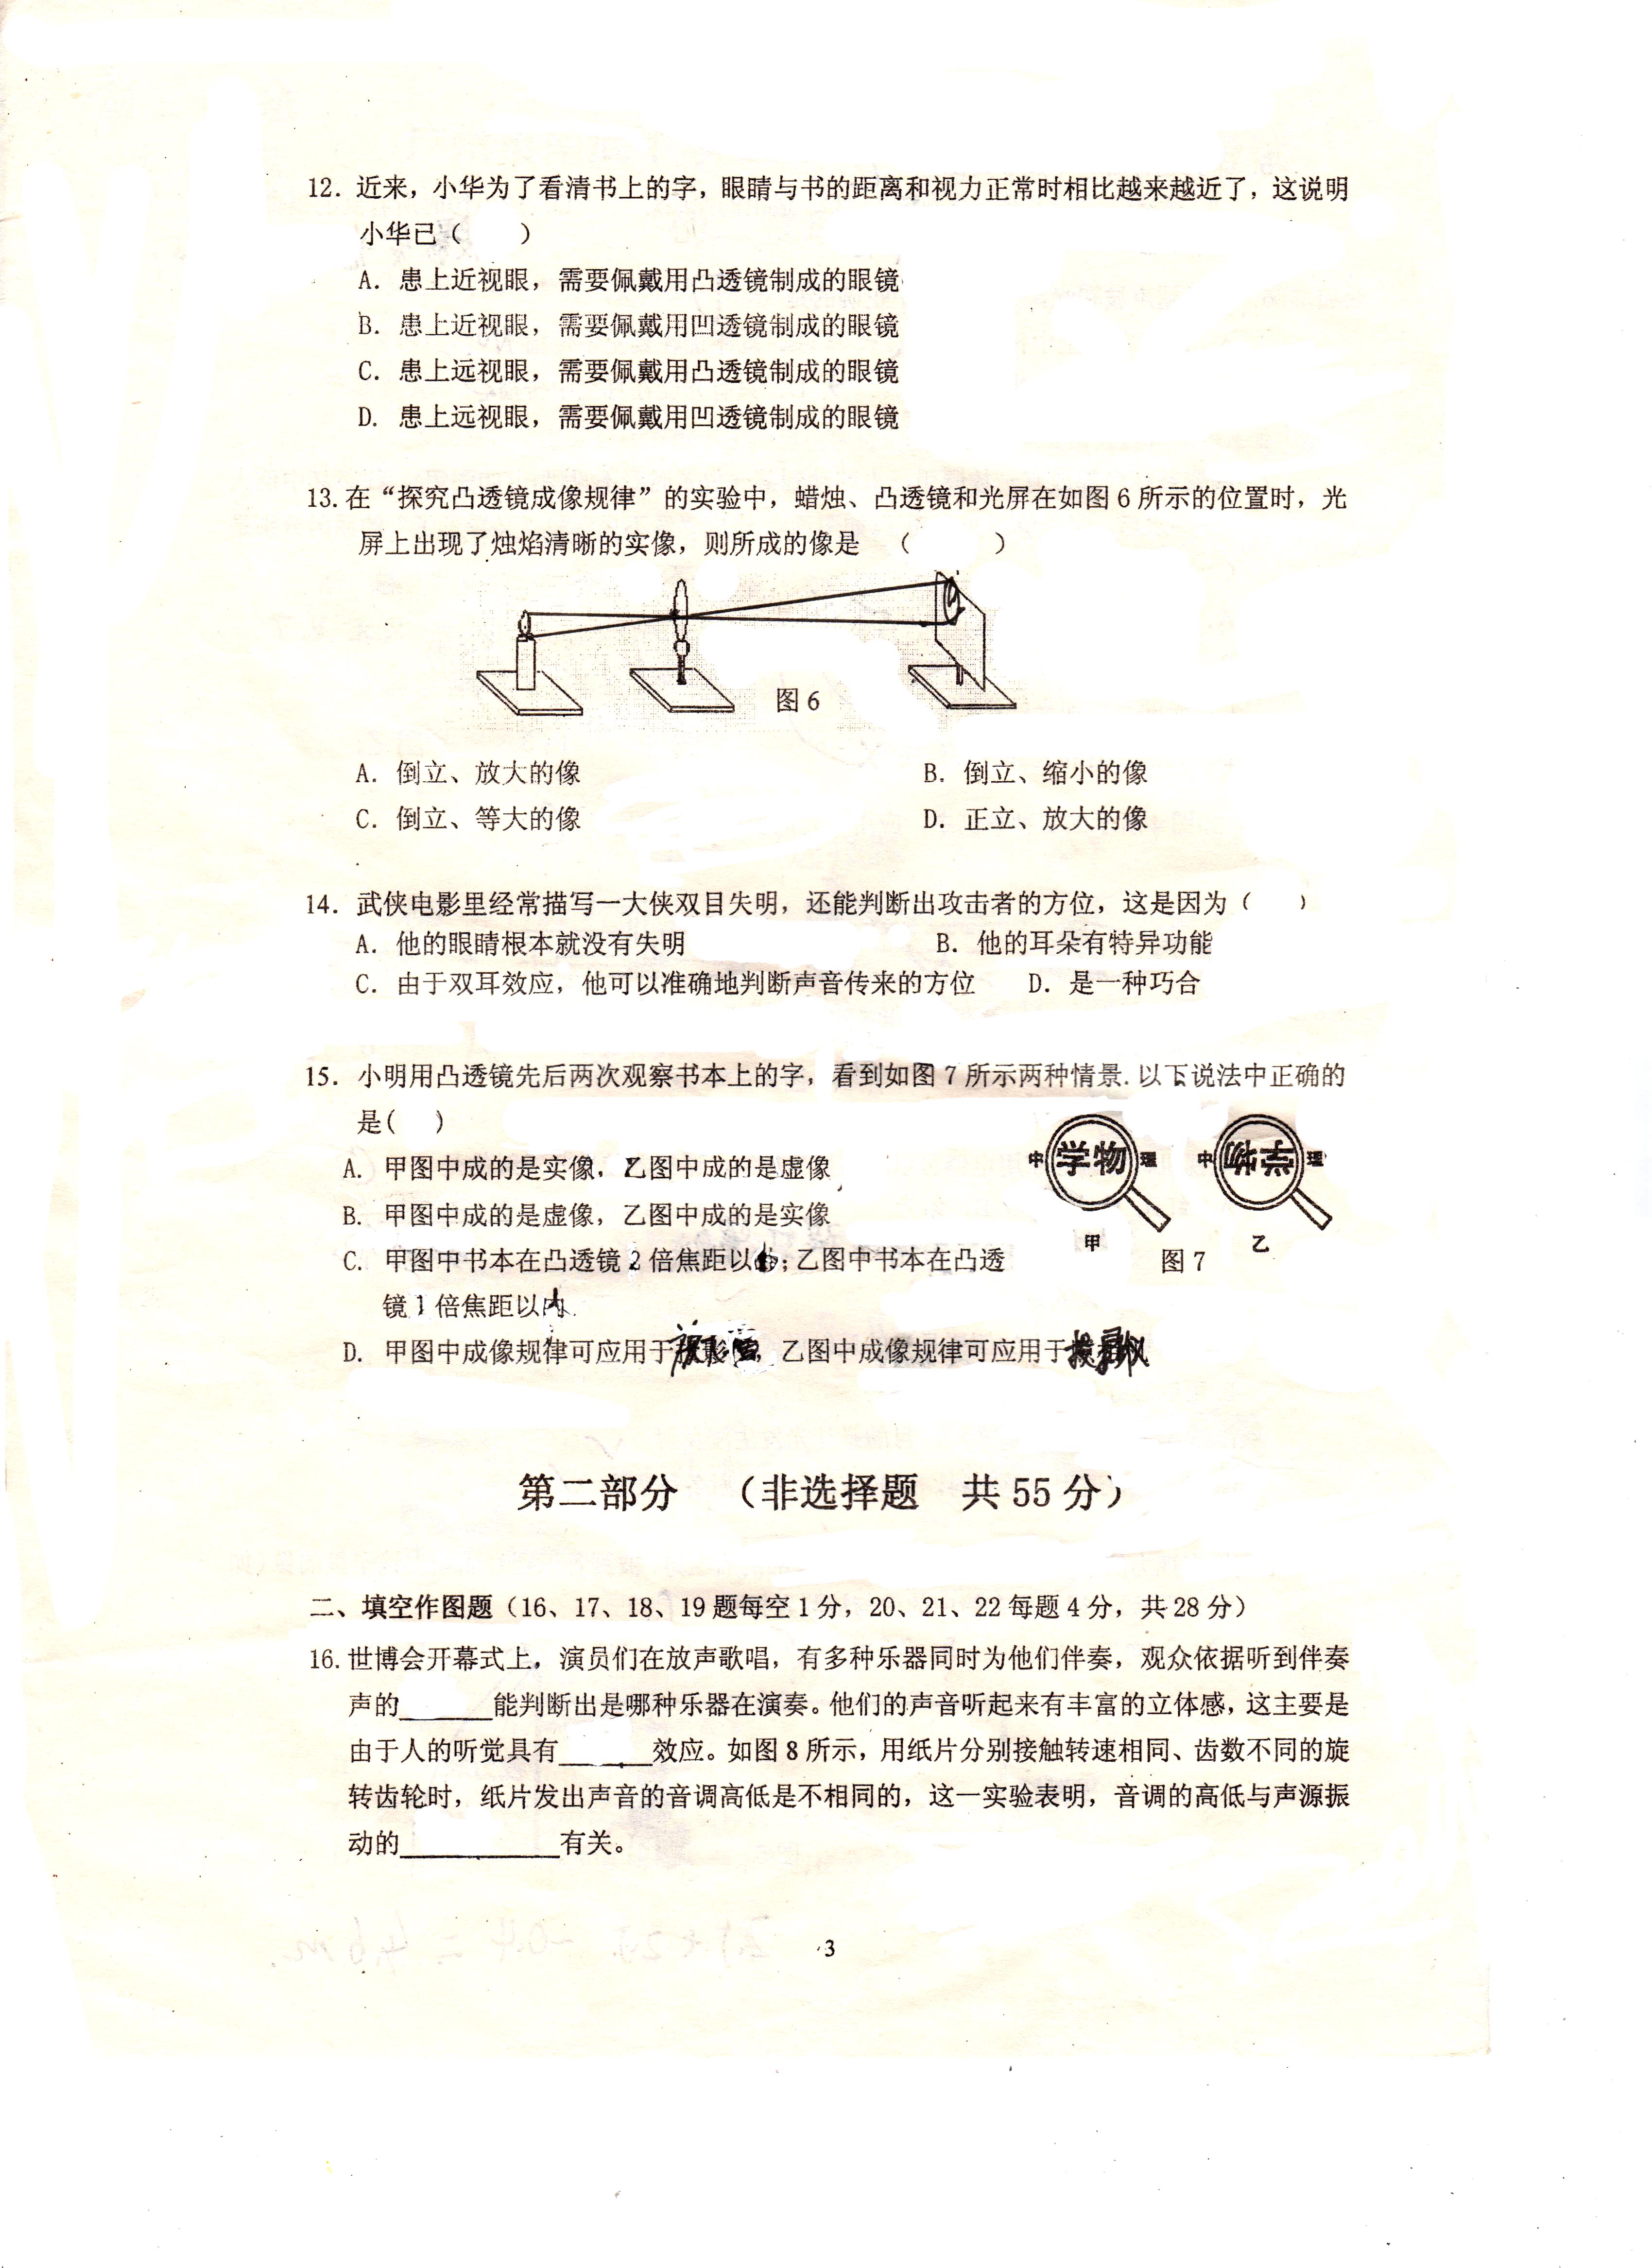 12. 近来，小华为了看清书上的字，眼睛与书的距离和视力正常时相比越来越近了，这说明
小华已（　　）
A. 患上近视眼，需要佩戴用凸透镜制成的眼镜
B. 患上近视眼，需要佩戴用凹透镜制成的眼镜
C. 患上远视眼，需要佩戴用凸透镜制成的眼镜
D. 患上远视眼，需要佩戴用凹透镜制成的眼镜
13. 在“探究凸透镜成像规律”的实验中，蜡烛、凸透镜和光屏在如图6所示的位置时，光
屏上出现了烛焰清晰的实像，则所成的像是　（　　　）
图6
A. 倒立、放大的像　　B. 倒立、缩小的像
C. 倒立、等大的像　　D. 正立、放大的像
14. 武侠电影里经常描写一大侠双目失明，还能判断出攻击者的方位，这是因为（　　）
A. 他的眼睛根本就没有失明　　B. 他的耳朵有特异功能
C. 由于双耳效应，他可以准确地判断声音传来的方位　　D. 是一种巧合
15. 小明用凸透镜先后两次观察书本上的字，看到如图7所示两种情景. 以下说法中正确的
是(　　)
A. 甲图中成的是实像，乙图中成的是虚像
B. 甲图中成的是虚像，乙图中成的是实像
C. 甲图中书本在凸透镜2倍焦距以；乙图中书本在凸透
镜1倍焦距以
D. 甲图中成像规律可应用于，乙图中成像规律可应用于
中 学物 理
中 学物 理
甲
乙
图7
第二部分　（非选择题　共55分）
二、填空作图题（16、17、18、19题每空1分，20、21、22每题4分，共28分）
16. 世博会开幕式上，演员们在放声歌唱，有多种乐器同时为他们伴奏，观众依据听到伴奏
声的______能判断出是哪种乐器在演奏。他们的声音听起来有丰富的立体感，这主要是
由于人的听觉具有______效应。如图8所示，用纸片分别接触转速相同、齿数不同的旋
转齿轮时，纸片发出声音的音调高低是不相同的，这一实验表明，音调的高低与声源振
动的__________有关。
3